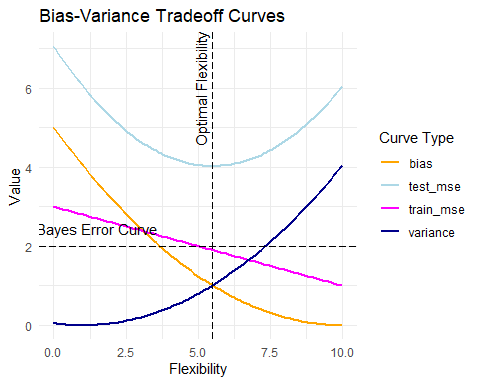 Bias-Variance Tradeoff Curves
Value
6
4
2
0
Optimal Flexibility
Bayes Error Curve
0.0 2.5 5.0 7.5 10.0
Flexibility
Curve Type
bias
test_mse
train_mse
variance